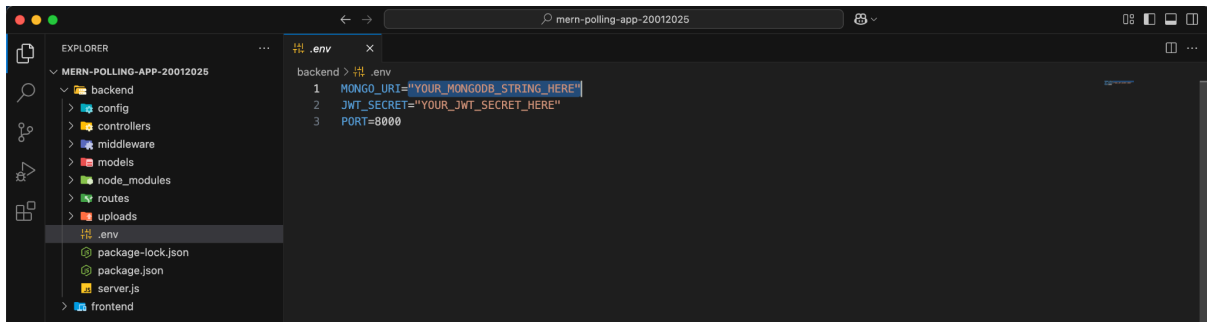 mern-polling-app-20012025
EXPLORER
.env
MERN-POLLING-APP-20012025
backend > .env
backend
config
controllers
middleware
models
node_modules
routes
uploads
.env
package-lock.json
package.json
JS server.js
frontend
1 MONGO_URI="YOUR_MONGODB_STRING_HERE"
2 JWT_SECRET="YOUR_JWT_SECRET_HERE"
3 PORT=8000